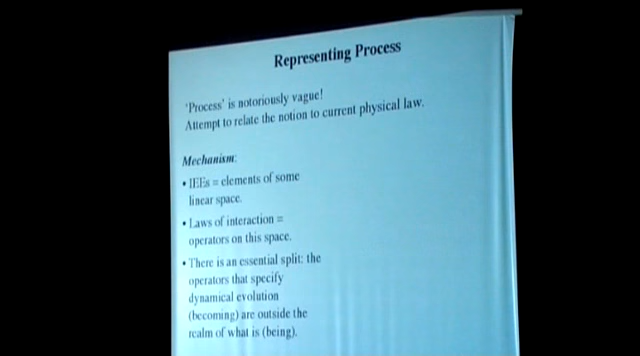 Representing Process
'Process' is notoriously vague!
Attempt to relate the notion to current physical law.
Mechanism:
• IEEs = elements of some
linear space.
• Laws of interaction =
operators on this space.
• There is an essential split: the
operators that specify
dynamical evolution
(becoming) are outside the
realm of what is (being).